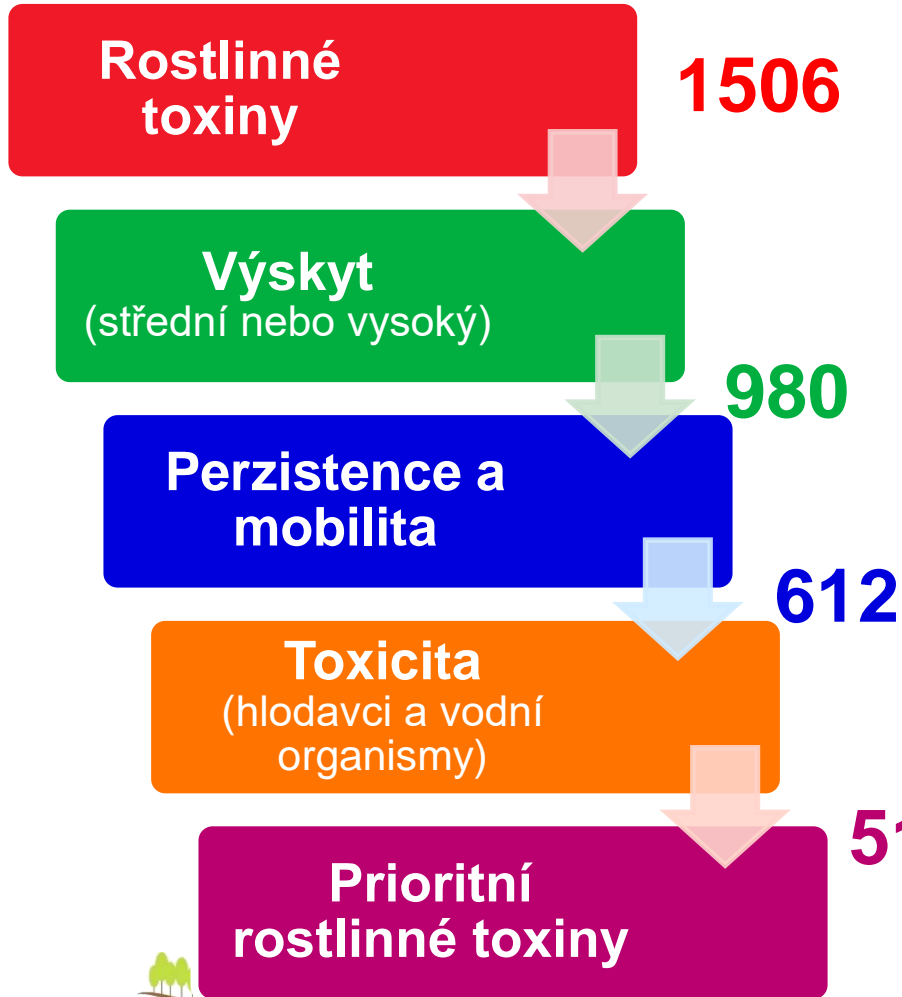 Rostlinné
toxiny
1506
Výskyt
(střední nebo vysoký)
980
Perzistence a
mobilita
612
Toxicita
(hlodavci a vodní
organismy)
Prioritní
rostlinné toxiny